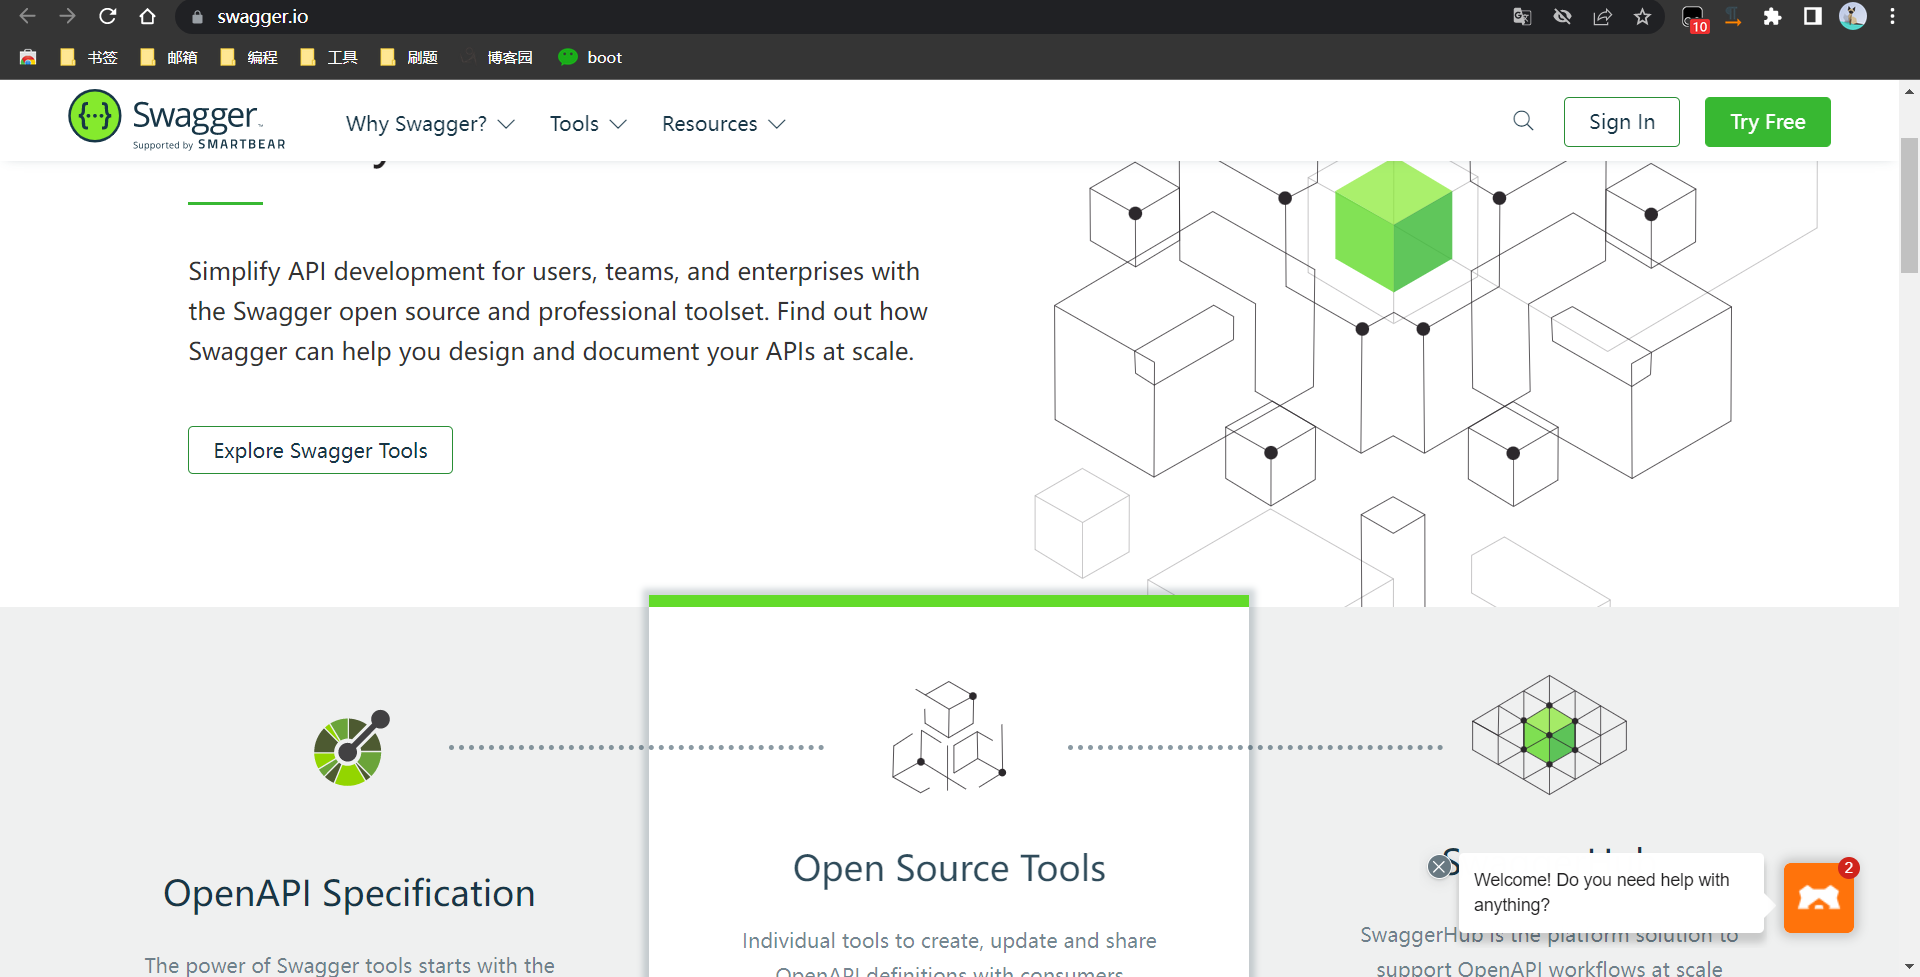 swagger.io
10
书签
邮箱
编程
工具
刷题
博客园
boot
Swagger
Supported by SMARTBEAR
Why Swagger?
Tools
Resources
Sign In
Try Free
Simplify API development for users, teams, and enterprises with
the Swagger open source and professional toolset. Find out how
Swagger can help you design and document your APIs at scale.
Explore Swagger Tools
OpenAPI Specification
The power of Swagger tools starts with the
Open Source Tools
Individual tools to create, update and share
OpenAPI definitions with consumers
SwaggerHub is the platform solution to
support OpenAPI workflows at scale
Welcome! Do you need help with
anything?
2